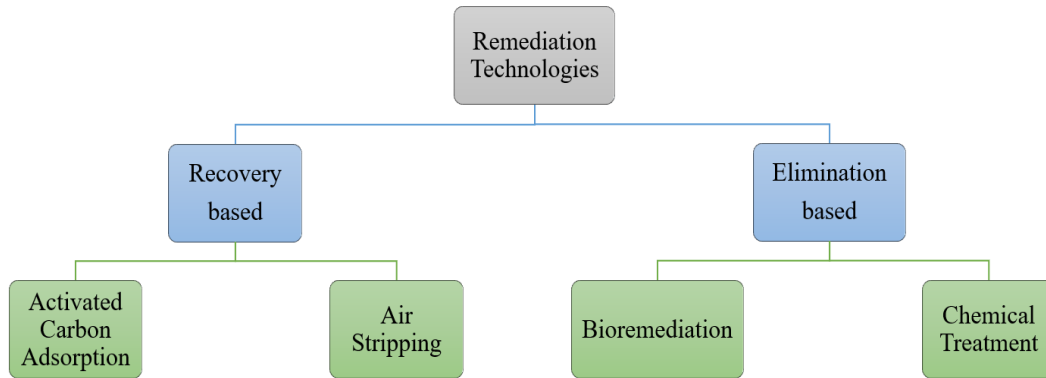 Remediation
Technologies
Recovery
based
Elimination
based
Activated
Carbon
Adsorption
Air
Stripping
Bioremediation
Chemical
Treatment